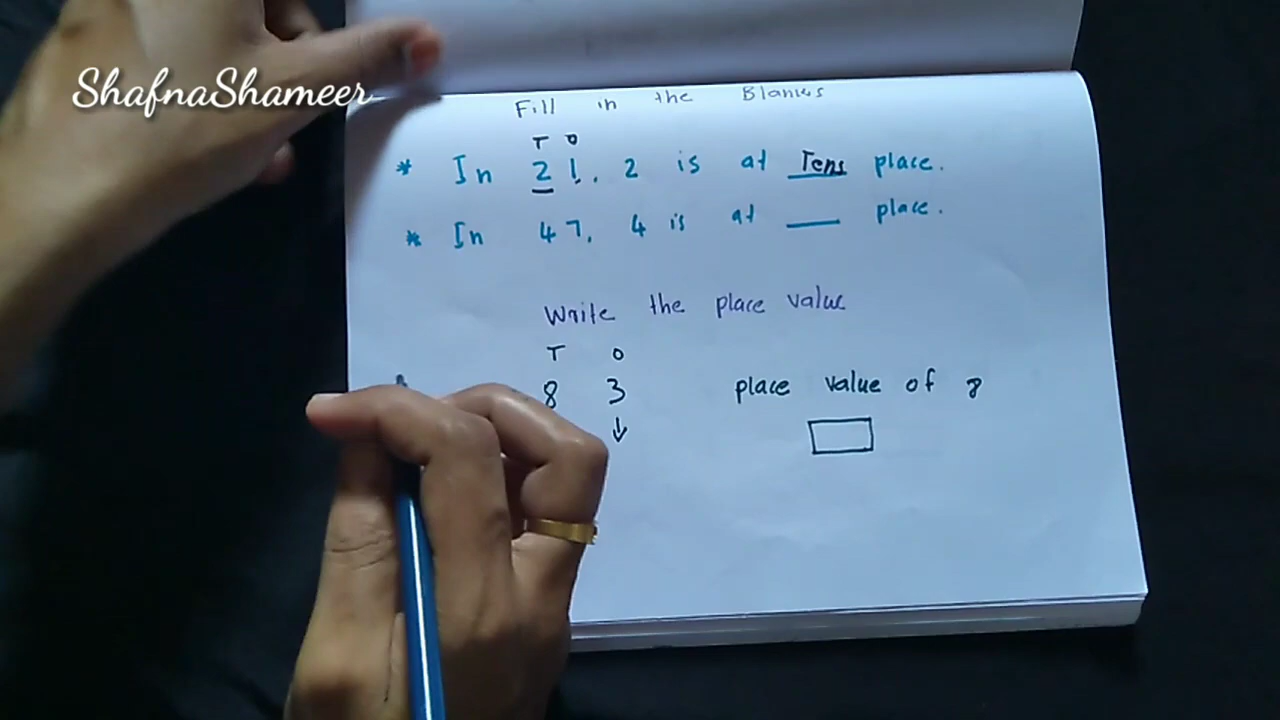 ShafnaShameer
Fill in the Blanks
T O
* In 21, 2 is at Tens place.
* In 47, 4 is at ___ place.
Write the place value
T O
8 3 place value of 8
↓